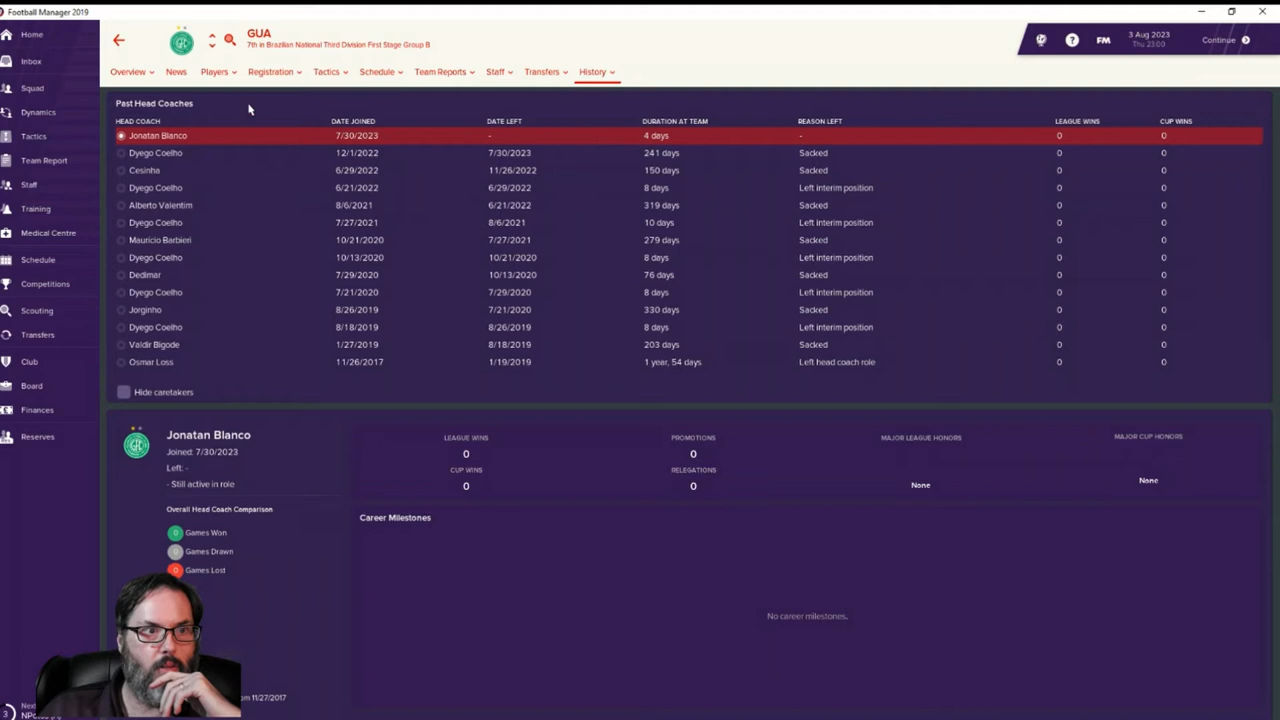 Football Manager 2019
Home
Inbox
Squad
Dynamics
Tactics
Team Report
Staff
Training
Medical Centre
Schedule
Competitions
Scouting
Transfers
Club
Board
Finances
Reserves
GUA
7th in Brazilian National Third Division First Stage Group B
FM 3 Aug 2023 Continue
Thu 23:00
Overview News Players Registration Tactics Schedule Team Reports Staff Transfers History
Past Head Coaches
HEAD COACH DATE JOINED DATE LEFT DURATION AT TEAM REASON LEFT LEAGUE WINS CUP WINS
Jonatan Blanco 7/30/2023 - 4 days - 0 0
Dyego Coelho 12/1/2022 7/30/2023 241 days Sacked 0 0
Cesinha 6/29/2022 11/26/2022 150 days Sacked 0 0
Dyego Coelho 6/21/2022 6/29/2022 8 days Left interim position 0 0
Alberto Valentim 8/6/2021 6/21/2022 319 days Sacked 0 0
Dyego Coelho 7/27/2021 8/6/2021 10 days Left interim position 0 0
Maurício Barbieri 10/21/2020 7/27/2021 279 days Sacked 0 0
Dyego Coelho 10/13/2020 10/21/2020 8 days Left interim position 0 0
Dedimar 7/29/2020 10/13/2020 76 days Sacked 0 0
Dyego Coelho 7/21/2020 7/29/2020 8 days Left interim position 0 0
Jorginho 8/26/2019 7/21/2020 330 days Sacked 0 0
Dyego Coelho 8/18/2019 8/26/2019 8 days Left interim position 0 0
Valdir Bigode 1/27/2019 8/18/2019 203 days Sacked 0 0
Osmar Loss 11/26/2017 1/19/2019 1 year, 54 days Left head coach role 0 0
Hide caretakers
Jonatan Blanco
Joined: 7/30/2023
Left: -
- Still active in role
LEAGUE WINS PROMOTIONS MAJOR LEAGUE HONORS MAJOR CUP HONORS
0 0 None None
CUP WINS RELEGATIONS
0 0
Overall Head Coach Comparison
0 Games Won
0 Games Drawn
0 Games Lost
Career Milestones
No career milestones.
om 11/27/2017
3